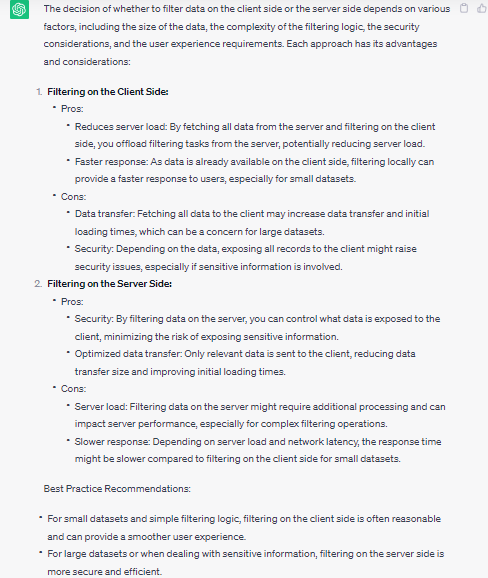 The decision of whether to filter data on the client side or the server side depends on various
factors, including the size of the data, the complexity of the filtering logic, the security
considerations, and the user experience requirements. Each approach has its advantages
and considerations:
1. Filtering on the Client Side:
• Pros:
• Reduces server load: By fetching all data from the server and filtering on the client
side, you offload filtering tasks from the server, potentially reducing server load.
• Faster response: As data is already available on the client side, filtering locally can
provide a faster response to users, especially for small datasets.
• Cons:
• Data transfer: Fetching all data to the client may increase data transfer and initial
loading times, which can be a concern for large datasets.
• Security: Depending on the data, exposing all records to the client might raise
security issues, especially if sensitive information is involved.
2. Filtering on the Server Side:
• Pros:
• Security: By filtering data on the server, you can control what data is exposed to the
client, minimizing the risk of exposing sensitive information.
• Optimized data transfer: Only relevant data is sent to the client, reducing data
transfer size and improving initial loading times.
• Cons:
• Server load: Filtering data on the server might require additional processing and can
impact server performance, especially for complex filtering operations.
• Slower response: Depending on server load and network latency, the response time
might be slower compared to filtering on the client side for small datasets.
Best Practice Recommendations:
• For small datasets and simple filtering logic, filtering on the client side is often reasonable
and can provide a smoother user experience.
• For large datasets or when dealing with sensitive information, filtering on the server side is
more secure and efficient.